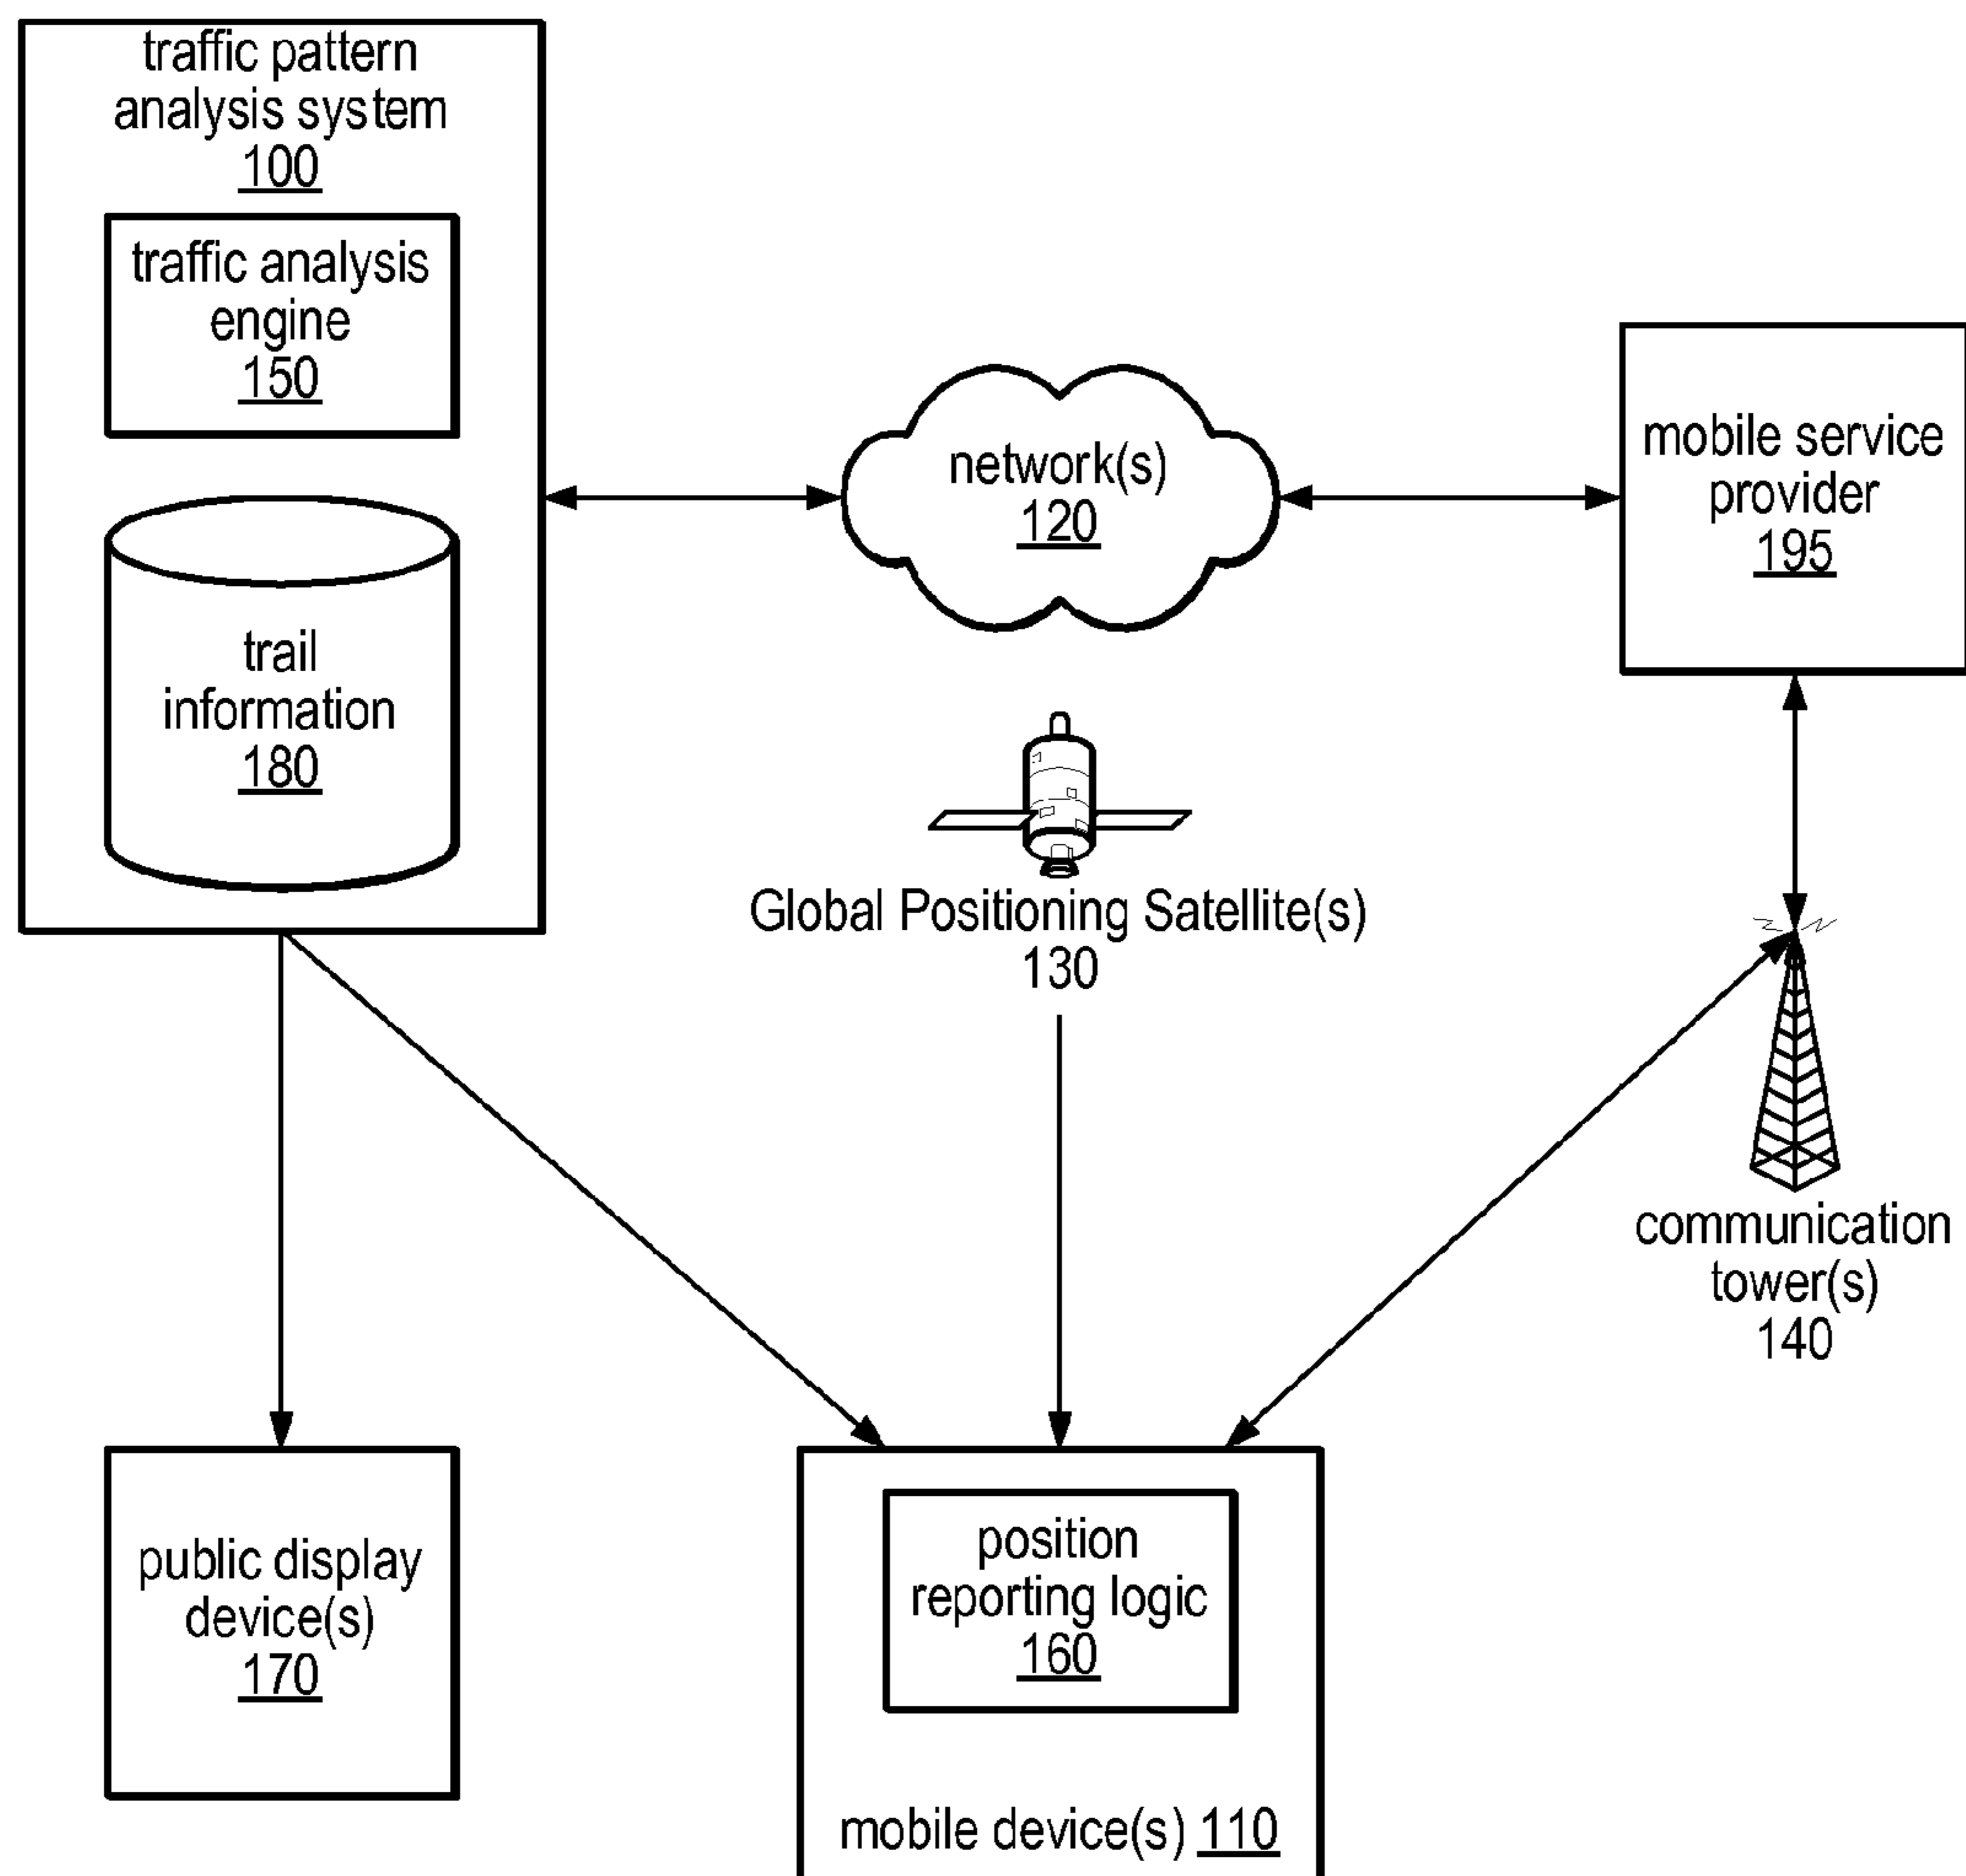 traffic pattern
analysis system
100
traffic analysis
engine
150
trail
information
180
network(s)
120
mobile service
provider
195
Global Positioning Satellite(s)
130
communication
tower(s)
140
public display
device(s)
170
position
reporting logic
160
mobile device(s) 110